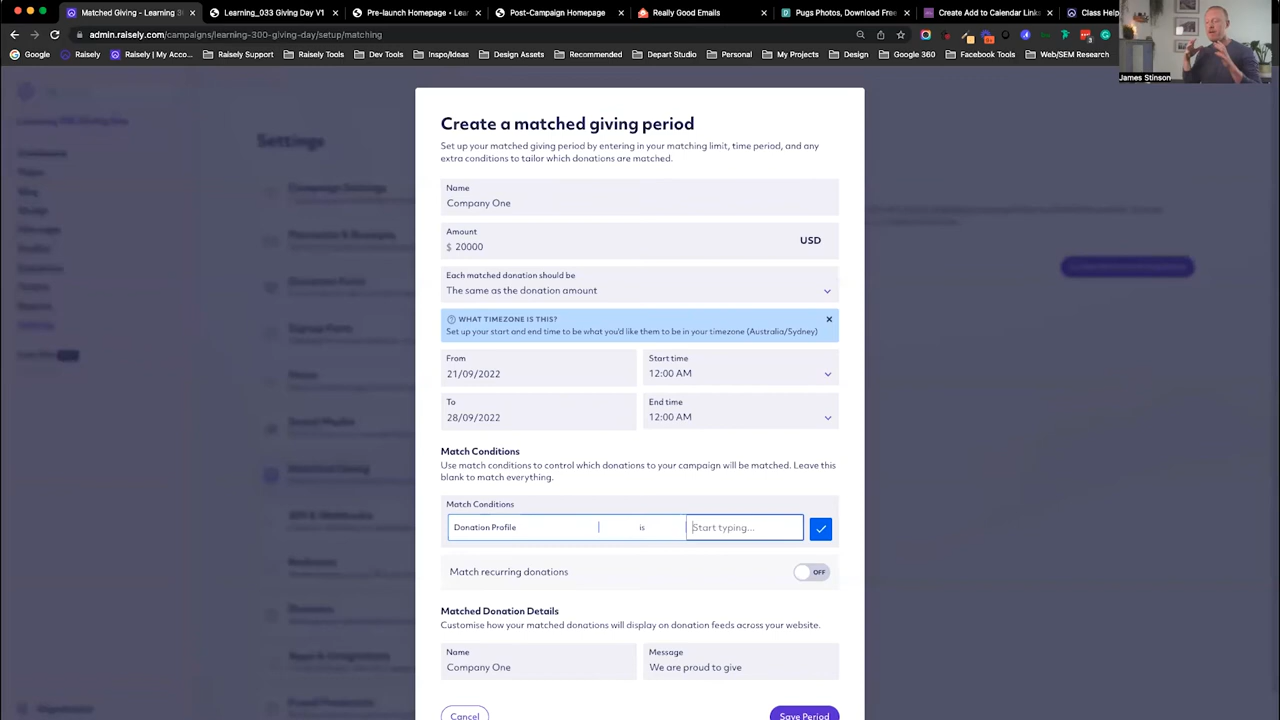 Matched Giving - Learning 3
Learning_033 Giving Day V1
Pre-launch Homepage • Learn
Post-Campaign Homepage
Really Good Emails
Pugs Photos, Download Free
Create Add to Calendar Links
Class Help
admin.raisely.com/campaigns/learning-300-giving-day/setup/matching
Google
Raisely
Raisely | My Acco...
Raisely Support
Raisely Tools
Deals
Inspo/Ideas
Design Assets
Depart Studio
Personal
My Projects
Design
Google 360
Facebook Tools
Web/SEM Research
James Stinson
Settings
Create a matched giving period
Set up your matched giving period by entering in your matching limit, time period, and any
extra conditions to tailor which donations are matched.
Name
Company One
Amount
$ 20000
USD
Each matched donation should be
The same as the donation amount
WHAT TIMEZONE IS THIS?
Set up your start and end time to be what you'd like them to be in your timezone (Australia/Sydney)
From
21/09/2022
Start time
12:00 AM
To
28/09/2022
End time
12:00 AM
Match Conditions
Use match conditions to control which donations to your campaign will be matched. Leave this
blank to match everything.
Match Conditions
Donation Profile
is
Start typing...
Match recurring donations
OFF
Matched Donation Details
Customise how your matched donations will display on donation feeds across your website.
Name
Company One
Message
We are proud to give
Cancel
Save Period